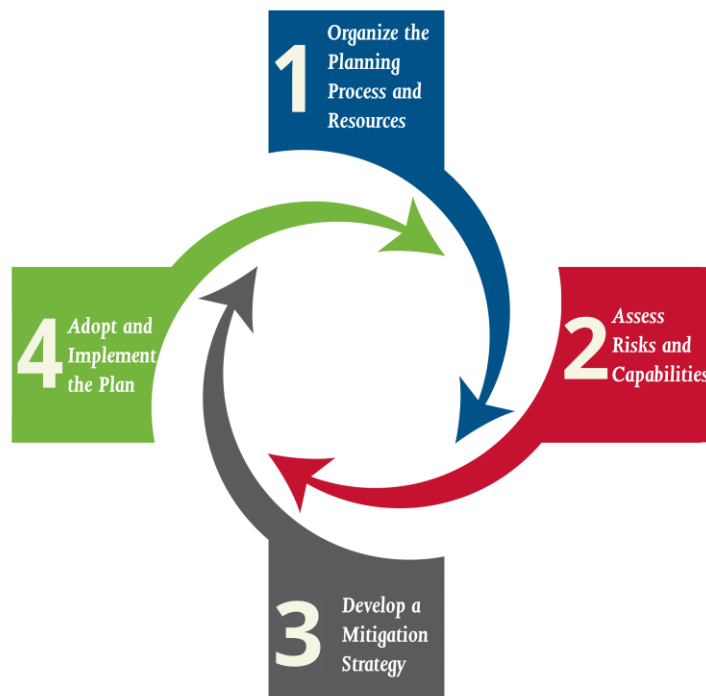 1
Organize the
Planning
Process and
Resources
2
Assess
Risks and
Capabilities
3
Develop a
Mitigation
Strategy
4
Adopt and
Implement
the Plan